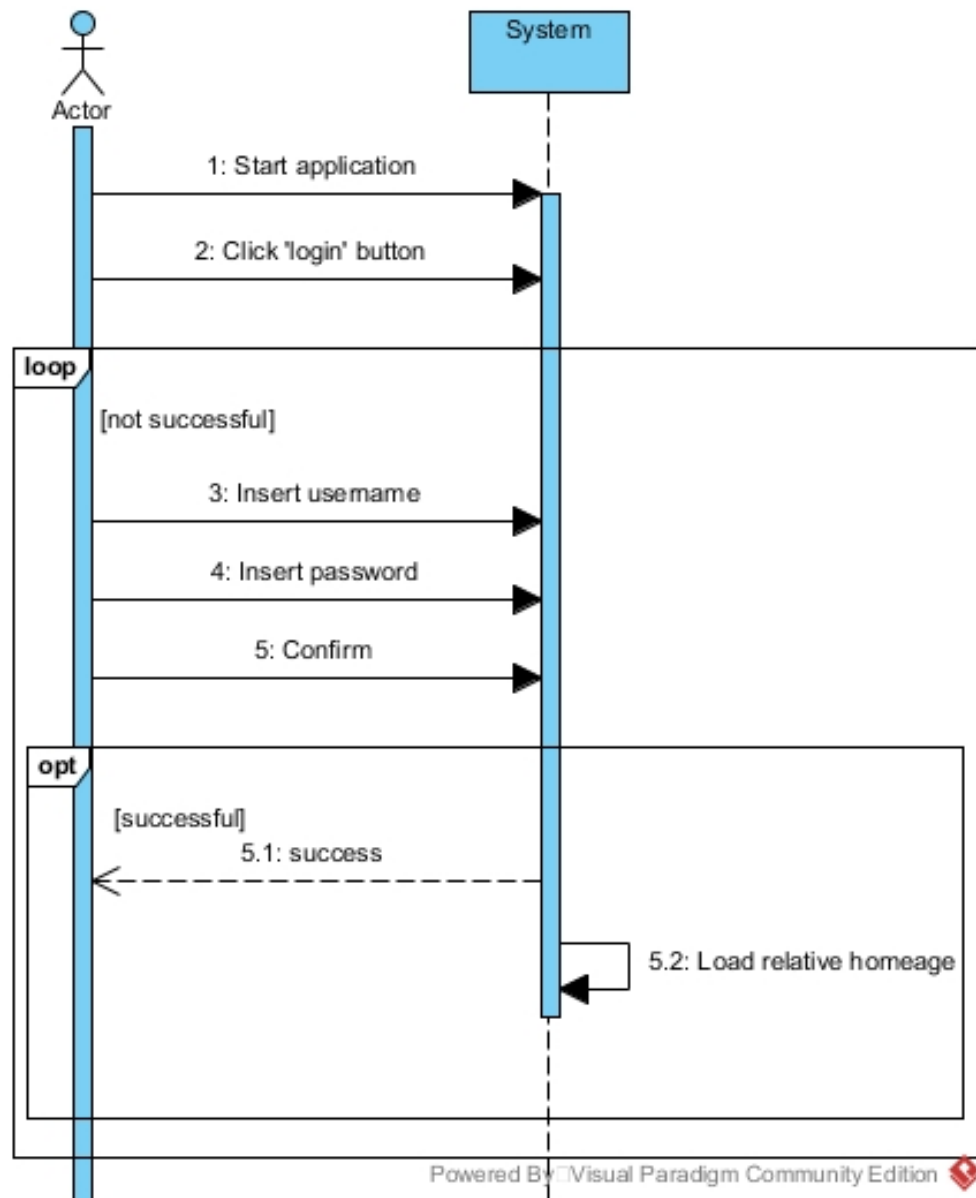 System
Actor
1: Start application
2: Click 'login' button
loop
[not successful]
3: Insert username
4: Insert password
5: Confirm
opt
[successful]
5.1: success
5.2: Load relative homeage
Powered By□Visual Paradigm Community Edition